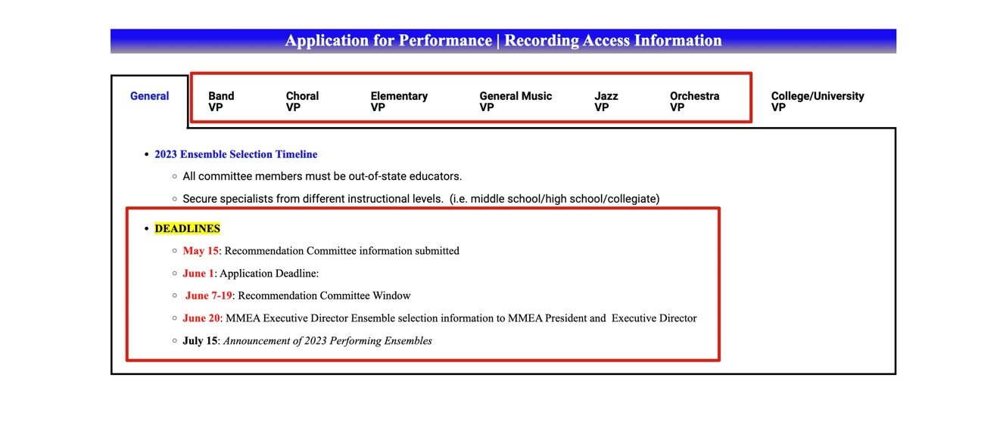 Application for Performance | Recording Access Information
General
Band
VP
Choral
VP
Elementary
VP
General Music
VP
Jazz
VP
Orchestra
VP
College/University
VP
• 2023 Ensemble Selection Timeline
○ All committee members must be out-of-state educators.
○ Secure specialists from different instructional levels.  (i.e. middle school/high school/collegiate)
• DEADLINES
○ May 15: Recommendation Committee information submitted
○ June 1: Application Deadline:
○ June 7-19: Recommendation Committee Window
○ June 20: MMEA Executive Director Ensemble selection information to MMEA President and  Executive Director
○ July 15: Announcement of 2023 Performing Ensembles